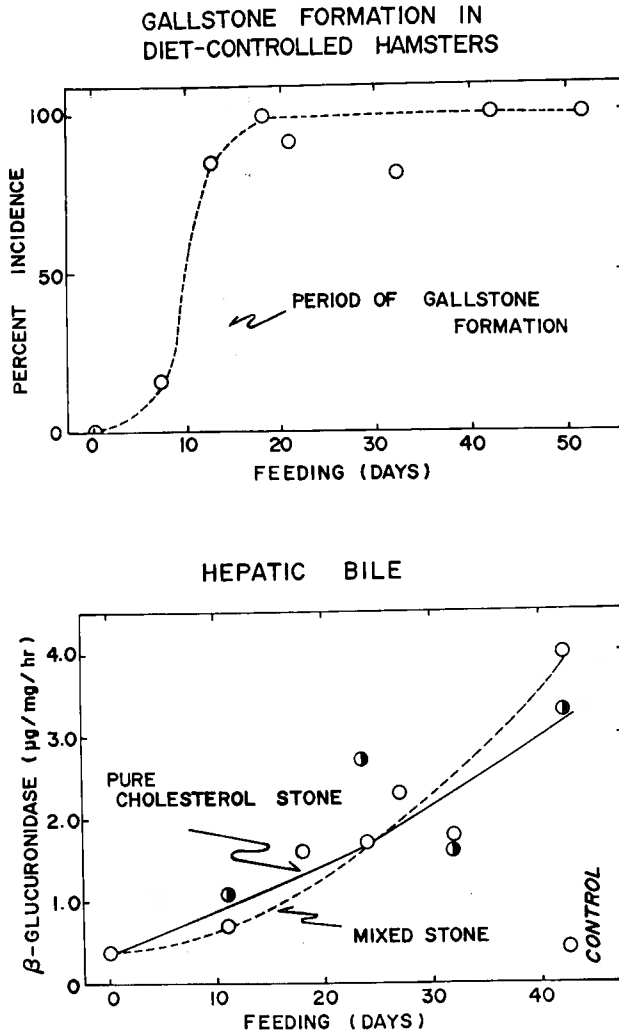 GALLSTONE FORMATION IN
DIET-CONTROLLED HAMSTERS
PERCENT INCIDENCE
100
50
0
PERIOD OF GALLSTONE
FORMATION
0 10 20 30 40 50
FEEDING (DAYS)
HEPATIC BILE
β-GLUCURONIDASE (μg/mg/hr)
4.0
3.0
2.0
1.0
0
PURE
CHOLESTEROL STONE
MIXED STONE
CONTROL
0 10 20 30 40
FEEDING (DAYS)